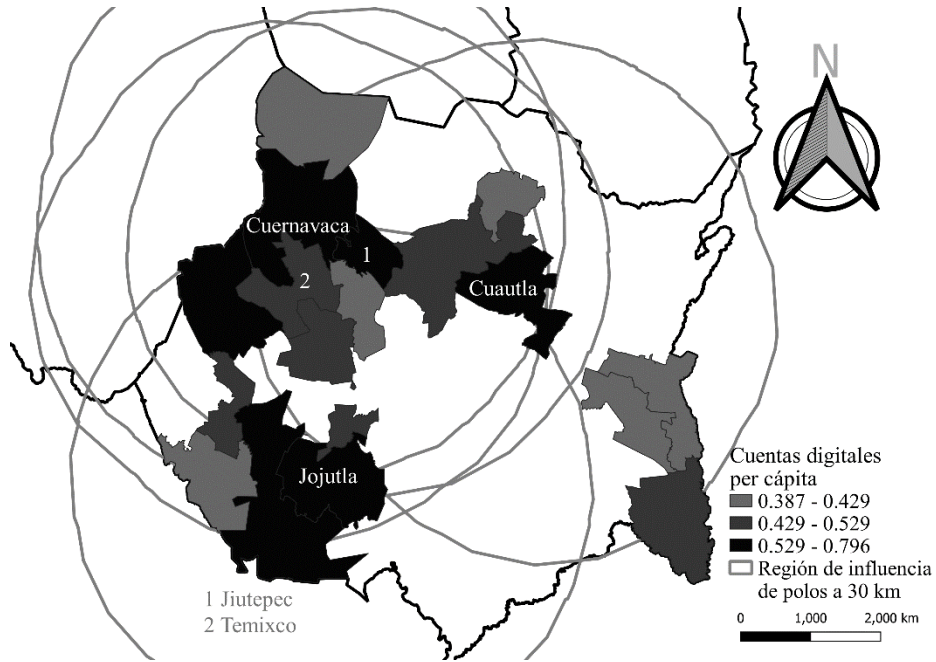 N
Cuernavaca
1
2
Cuautla
Jojutla
Cuentas digitales
per cápita
0.387 - 0.429
0.429 - 0.529
0.529 - 0.796
Región de influencia
de polos a 30 km
1 Jiutepec
2 Temixco
0 1,000 2,000 km